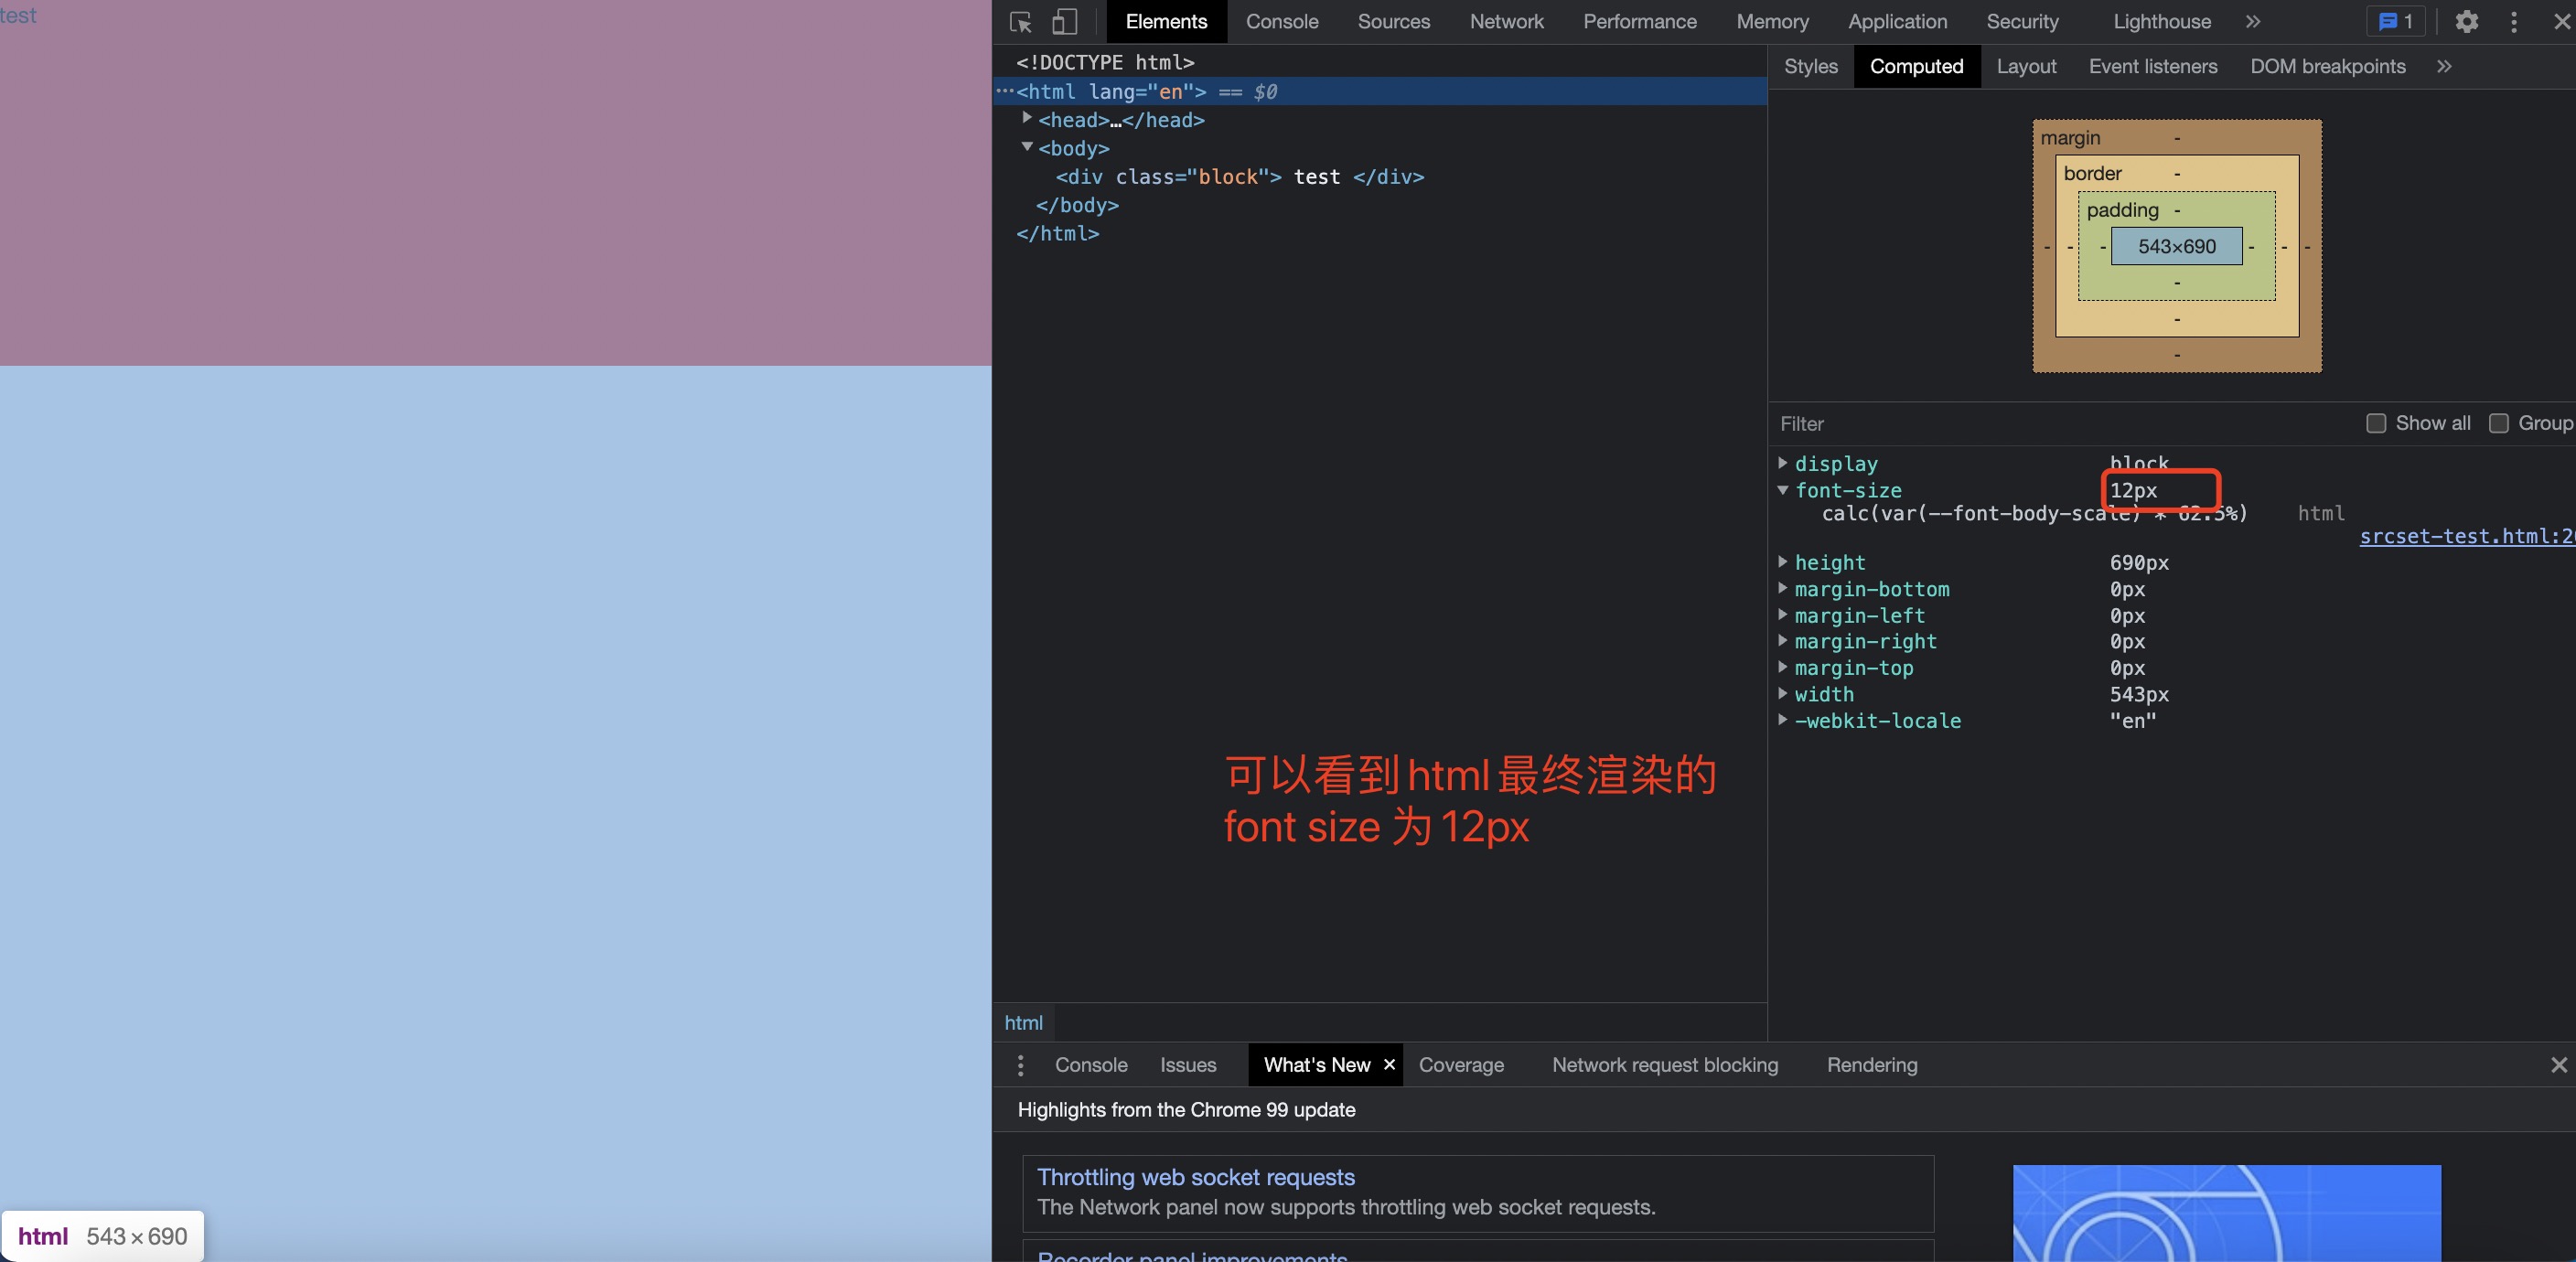 test
Elements Console Sources Network Performance Memory Application Security Lighthouse » 1
<!DOCTYPE html>
Styles Computed Layout Event listeners DOM breakpoints »
…<html lang="en"> == $0
<head>…</head>
<body>
<div class="block"> test </div>
</body>
</html>
margin -
border -
padding -
- - - 543×690 - - -
-
-
-
Filter Show all Group
display block
font-size 12px
calc(var(--font-body-scale) * 62.5%) html
srcset-test.html:2
height 690px
margin-bottom 0px
margin-left 0px
margin-right 0px
margin-top 0px
width 543px
-webkit-locale "en"
可以看到html最终渲染的
font size 为12px
html
Console Issues What's New × Coverage Network request blocking Rendering
Highlights from the Chrome 99 update
Throttling web socket requests
The Network panel now supports throttling web socket requests.
Recorder panel improvements
html 543×690